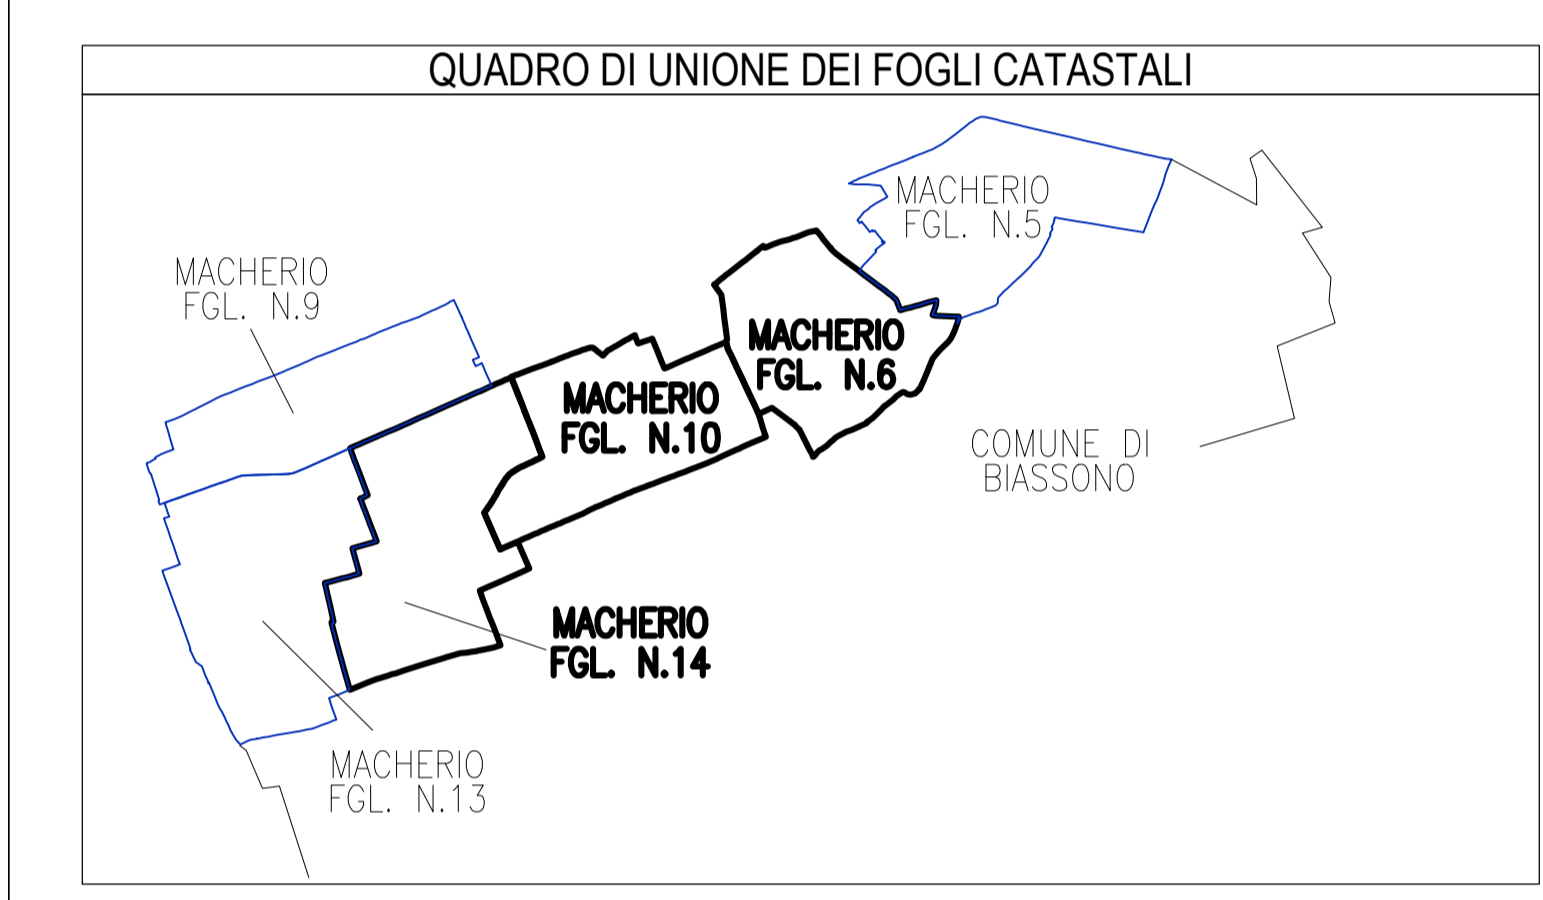 QUADRO DI UNIONE DEI FOGLI CATASTALI
MACHERIO
FGL. N.5
MACHERIO
FGL. N.9
MACHERIO
FGL. N.6
MACHERIO
FGL. N.10
COMUNE DI
BIASSONO
MACHERIO
FGL. N.14
MACHERIO
FGL. N.13